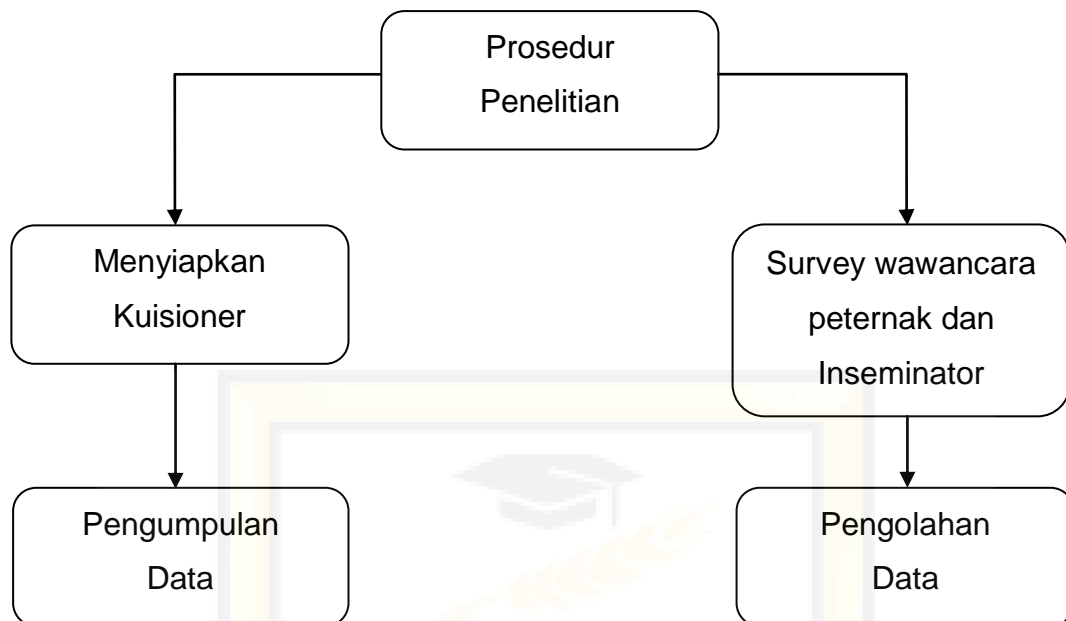 Prosedur
Penelitian
Menyiapkan
Kuisioner
Survey wawancara
peternak dan
Inseminator
Pengumpulan
Data
Pengolahan
Data